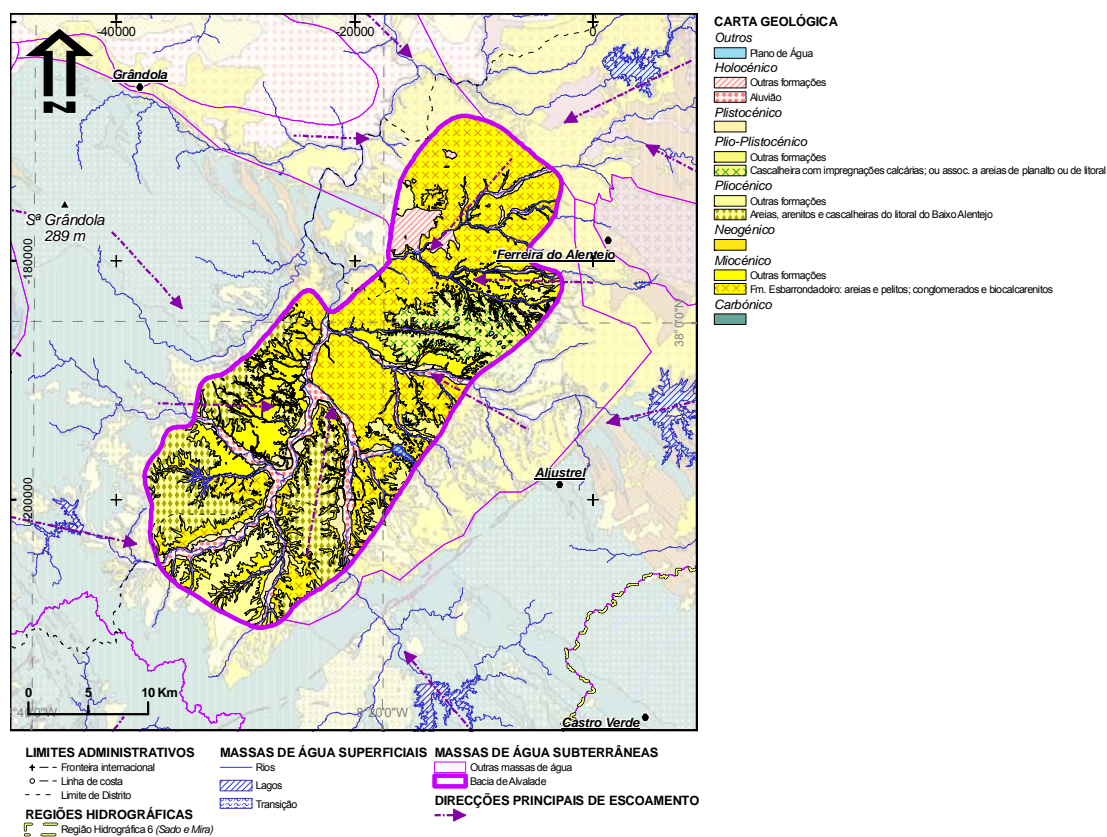 -40000
-20000
0
N
Grândola
Sª Grândola
289 m
-180000
Ferreira do Alentejo
38°0'0"N
Aljustrel
-200000
0 5 10 Km
8°20'0"W
Castro Verde
CARTA GEOLÓGICA
Outros
Plano de Água
Holocénico
Outras formações
Aluvião
Plistocénico
Plio-Plistocénico
Outras formações
Cascalheira com impregnações calcárias; ou assoc. a areias de planalto ou de litoral
Pliocénico
Outras formações
Areias, arenitos e cascalheiras do litoral do Baixo Alentejo
Neogénico
Miocénico
Outras formações
Fm. Esbarrondadoiro: areias e pelitos; conglomerados e biocalcarenitos
Carbónico
LIMITES ADMINISTRATIVOS
Fronteira internacional
Linha de costa
Limite de Distrito
REGIÕES HIDROGRÁFICAS
Região Hidrográfica 6 (Sado e Mira)
MASSAS DE ÁGUA SUPERFICIAIS
Rios
Lagos
Transição
MASSAS DE ÁGUA SUBTERRÂNEAS
Outras massas de água
Bacia de Alvalade
DIRECÇÕES PRINCIPAIS DE ESCOAMENTO